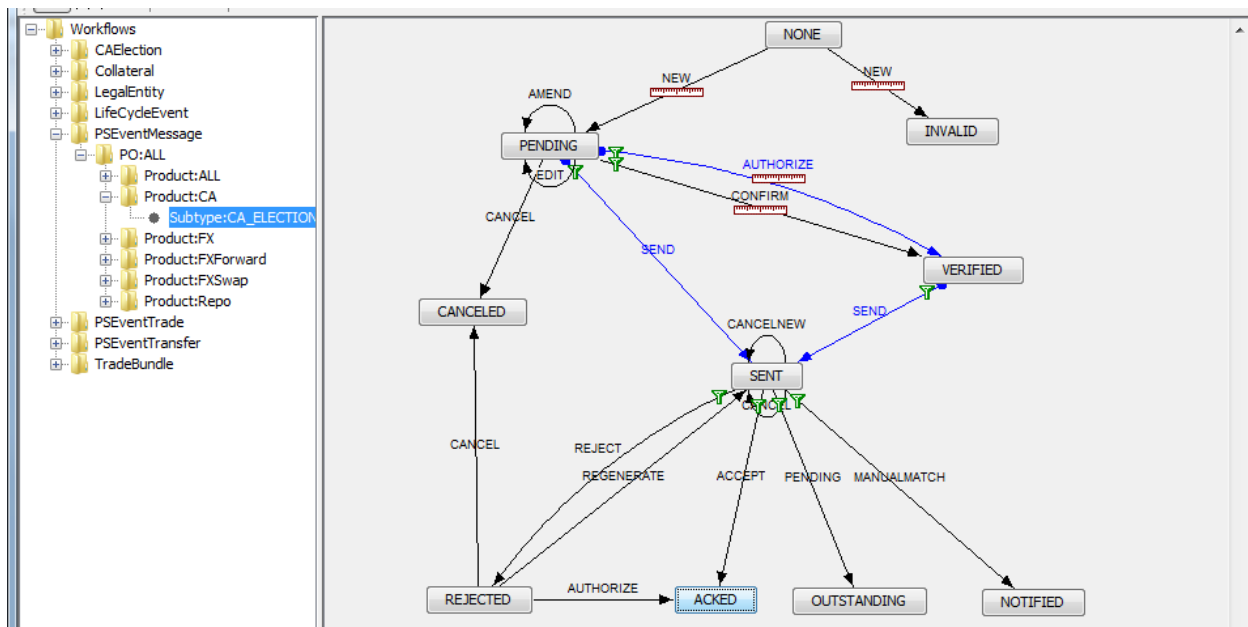 Workflows
CAElection
Collateral
LegalEntity
LifeCycleEvent
PSEventMessage
PO:ALL
Product:ALL
Product:CA
Subtype:CA_ELECTION
Product:FX
Product:FXForward
Product:FXSwap
Product:Repo
PSEventTrade
PSEventTransfer
TradeBundle
NONE
NEW
NEW
AMEND
INVALID
PENDING
AUTHORIZE
EDIT
CONFIRM
CANCEL
SEND
VERIFIED
CANCELED
SEND
CANCELNEW
SENT
CANCEL
CANCEL
REJECT
REGENERATE
ACCEPT
PENDING
MANUALMATCH
REJECTED
AUTHORIZE
ACKED
OUTSTANDING
NOTIFIED